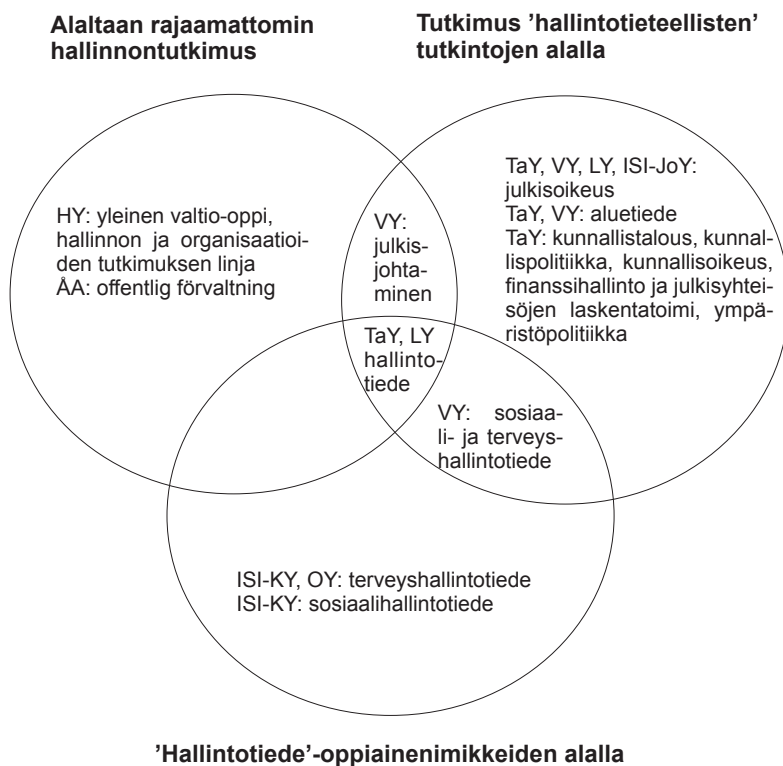 Alaltaan rajaamattomin
hallinnontutkimus
Tutkimus ’hallintotieteellisten’
tutkintojen alalla
HY: yleinen valtio-oppi,
hallinnon ja organisaatioi-
den tutkimuksen linja
ÅA: offentlig förvaltning
VY:
julkis-
johta-
minen
TaY, VY, LY, ISI-JoY:
julkisoikeus
TaY, VY: aluetiede
TaY: kunnallistalous, kunnal-
lispolitiikka, kunnallisoikeus,
finanssihallinto ja julkisyhtei-
söjen laskentatoimi, ympä-
ristöpolitiikka
TaY, LY
hallinto-
tiede
VY: sosiaa-
li- ja terveys-
hallintotiede
ISI-KY, OY: terveyshallintotiede
ISI-KY: sosiaalihallintotiede
’Hallintotiede’-oppiainenimikkeiden alalla